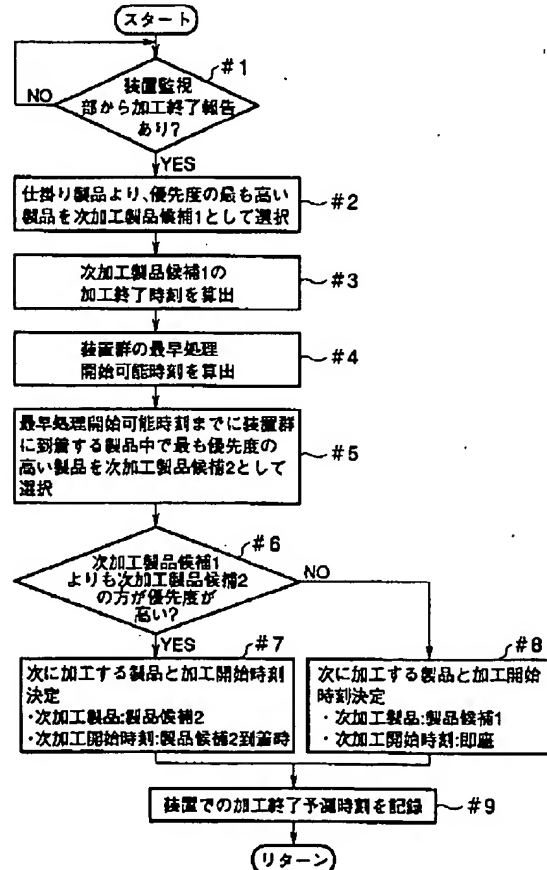 スタート
#1
装置監視
部から加工終了報告
あり?
NO
YES
仕掛り製品より、優先度の最も高い
製品を次加工製品候補1として選択
#2
次加工製品候補1の
加工終了時刻を算出
#3
装置群の最早処理
開始可能時刻を算出
#4
最早処理開始可能時刻までに装置群
に到着する製品中で最も優先度の
高い製品を次加工製品候補2として
選択
#5
#6
次加工製品候補1
よりも次加工製品候補2
の方が優先度が
高い?
NO
YES
#7
次に加工する製品と加工開始時刻
決定
・次加工製品:製品候補2
・次加工開始時刻:製品候補2到着時
#8
次に加工する製品と加工開始
時刻決定
・次加工製品:製品候補1
・次加工開始時刻:即座
装置での加工終了予測時刻を記録
#9
リターン